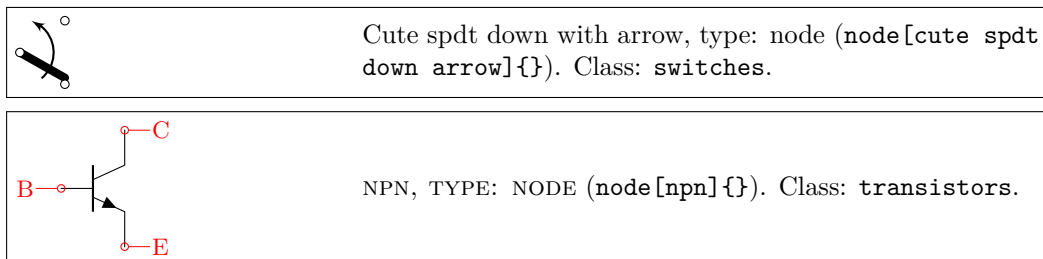 Cute spdt down with arrow, type: node (node[cute spdt
down arrow]{}). Class: switches.
C
B
NPN, TYPE: NODE (node[npn]{}). Class: transistors.
E